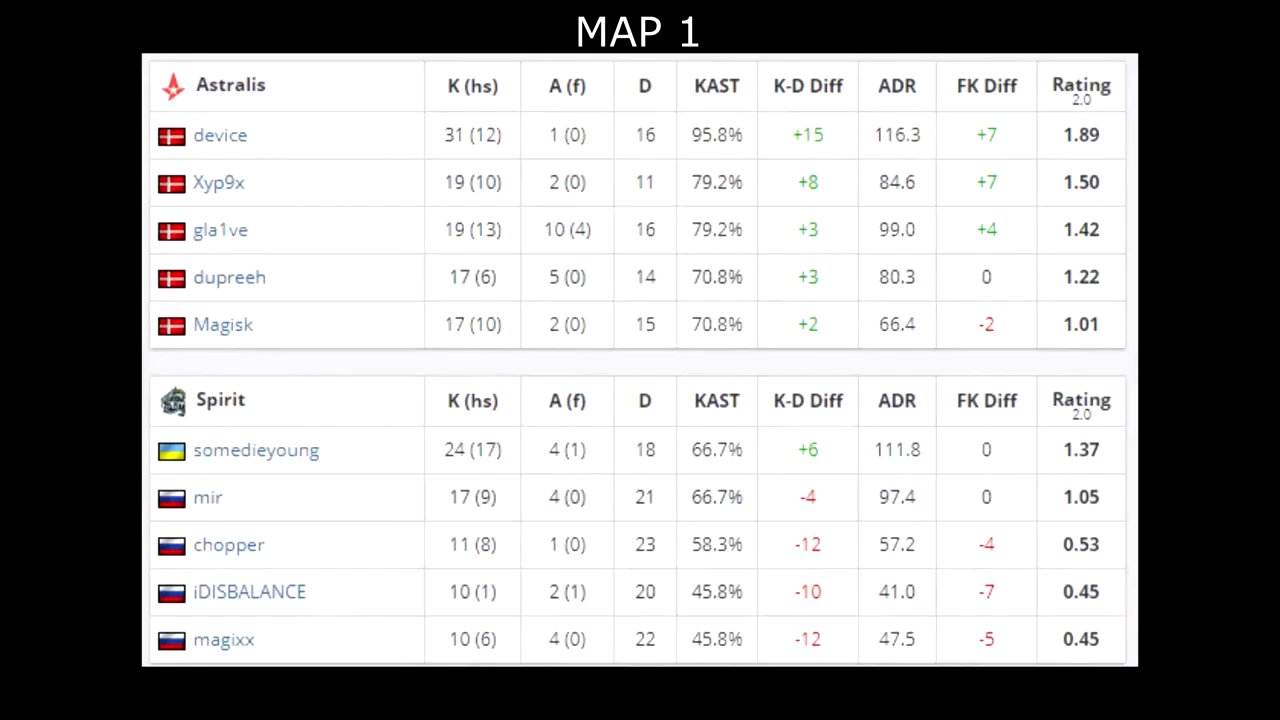 MAP 1
Astralis K (hs) A (f) D KAST K-D Diff ADR FK Diff Rating 2.0
device 31 (12) 1 (0) 16 95.8% +15 116.3 +7 1.89
Xyp9x 19 (10) 2 (0) 11 79.2% +8 84.6 +7 1.50
gla1ve 19 (13) 10 (4) 16 79.2% +3 99.0 +4 1.42
dupreeh 17 (6) 5 (0) 14 70.8% +3 80.3 0 1.22
Magisk 17 (10) 2 (0) 15 70.8% +2 66.4 -2 1.01
Spirit K (hs) A (f) D KAST K-D Diff ADR FK Diff Rating 2.0
somedieyoung 24 (17) 4 (1) 18 66.7% +6 111.8 0 1.37
mir 17 (9) 4 (0) 21 66.7% -4 97.4 0 1.05
chopper 11 (8) 1 (0) 23 58.3% -12 57.2 -4 0.53
iDISBALANCE 10 (1) 2 (1) 20 45.8% -10 41.0 -7 0.45
magixx 10 (6) 4 (0) 22 45.8% -12 47.5 -5 0.45